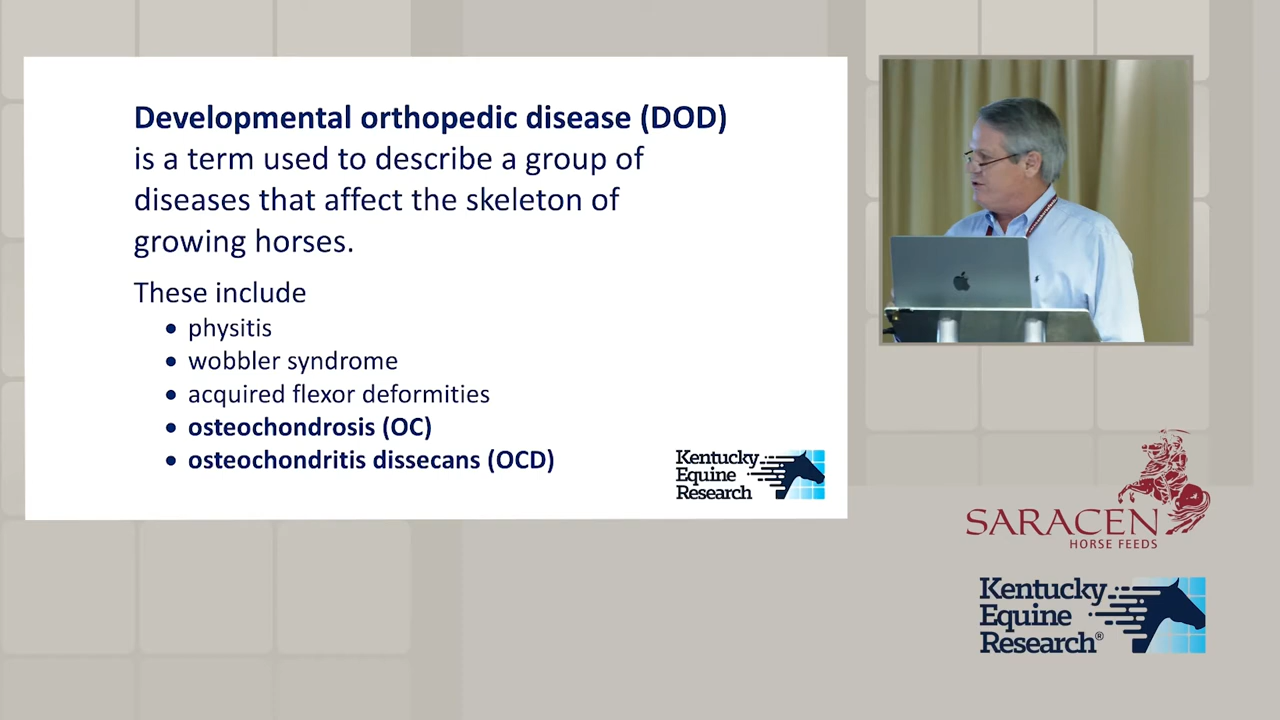 Developmental orthopedic disease (DOD)
is a term used to describe a group of
diseases that affect the skeleton of
growing horses.
These include
• physitis
• wobbler syndrome
• acquired flexor deformities
• osteochondrosis (OC)
• osteochondritis dissecans (OCD)
Kentucky
Equine
Research
SARACEN
HORSE FEEDS
Kentucky
Equine
Research®